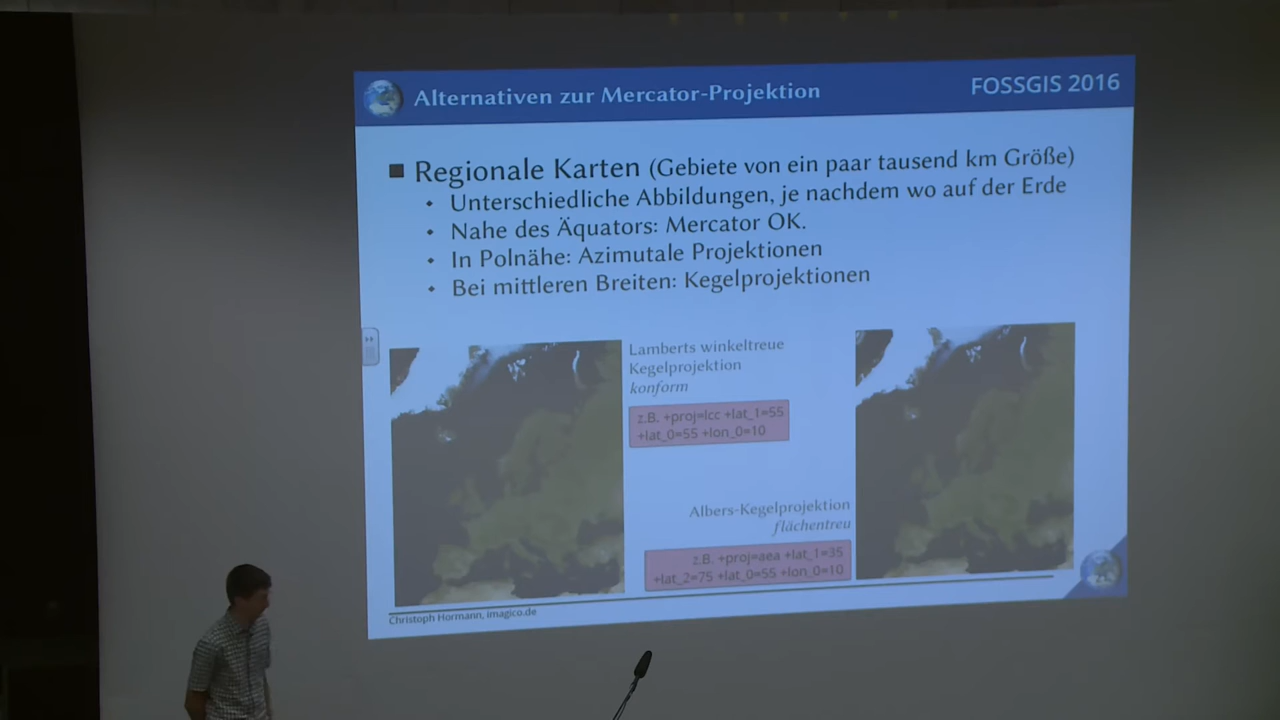 Alternativen zur Mercator-Projektion
FOSSGIS 2016
Regionale Karten (Gebiete von ein paar tausend km Größe)
Unterschiedliche Abbildungen, je nachdem wo auf der Erde
Nahe des Äquators: Mercator OK.
In Polnähe: Azimutale Projektionen
Bei mittleren Breiten: Kegelprojektionen
Lamberts winkeltreue
Kegelprojektion
konform
z.B. +proj=lcc +lat_1=55
+lat_0=55 +lon_0=10
Albers-Kegelprojektion
flächentreu
z.B. +proj=aea +lat_1=35
+lat_2=75 +lat_0=55 +lon_0=10
Christoph Hormann, imagico.de